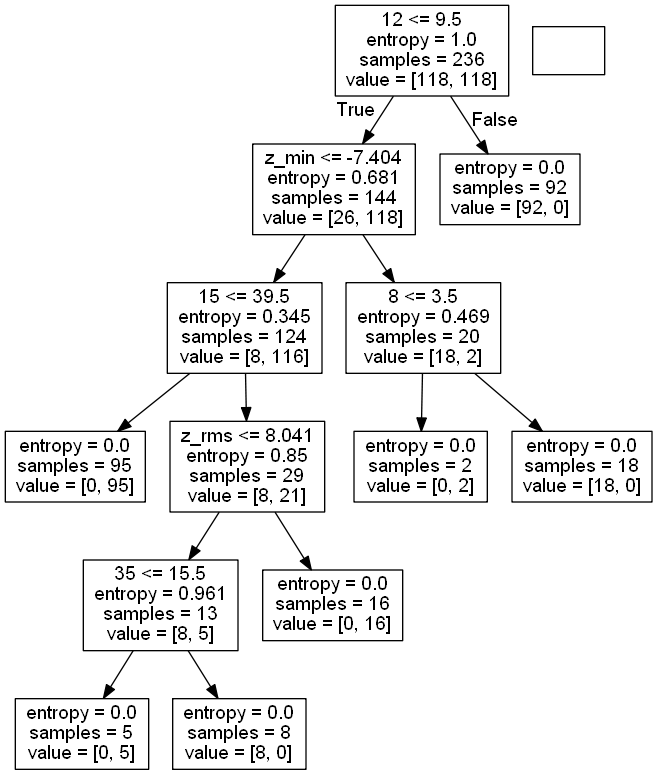 12 <= 9.5
entropy = 1.0
samples = 236
value = [118, 118]
True
False
z_min <= -7.404
entropy = 0.681
samples = 144
value = [26, 118]
entropy = 0.0
samples = 92
value = [92, 0]
15 <= 39.5
entropy = 0.345
samples = 124
value = [8, 116]
8 <= 3.5
entropy = 0.469
samples = 20
value = [18, 2]
entropy = 0.0
samples = 95
value = [0, 95]
z_rms <= 8.041
entropy = 0.85
samples = 29
value = [8, 21]
entropy = 0.0
samples = 2
value = [0, 2]
entropy = 0.0
samples = 18
value = [18, 0]
35 <= 15.5
entropy = 0.961
samples = 13
value = [8, 5]
entropy = 0.0
samples = 16
value = [0, 16]
entropy = 0.0
samples = 5
value = [0, 5]
entropy = 0.0
samples = 8
value = [8, 0]